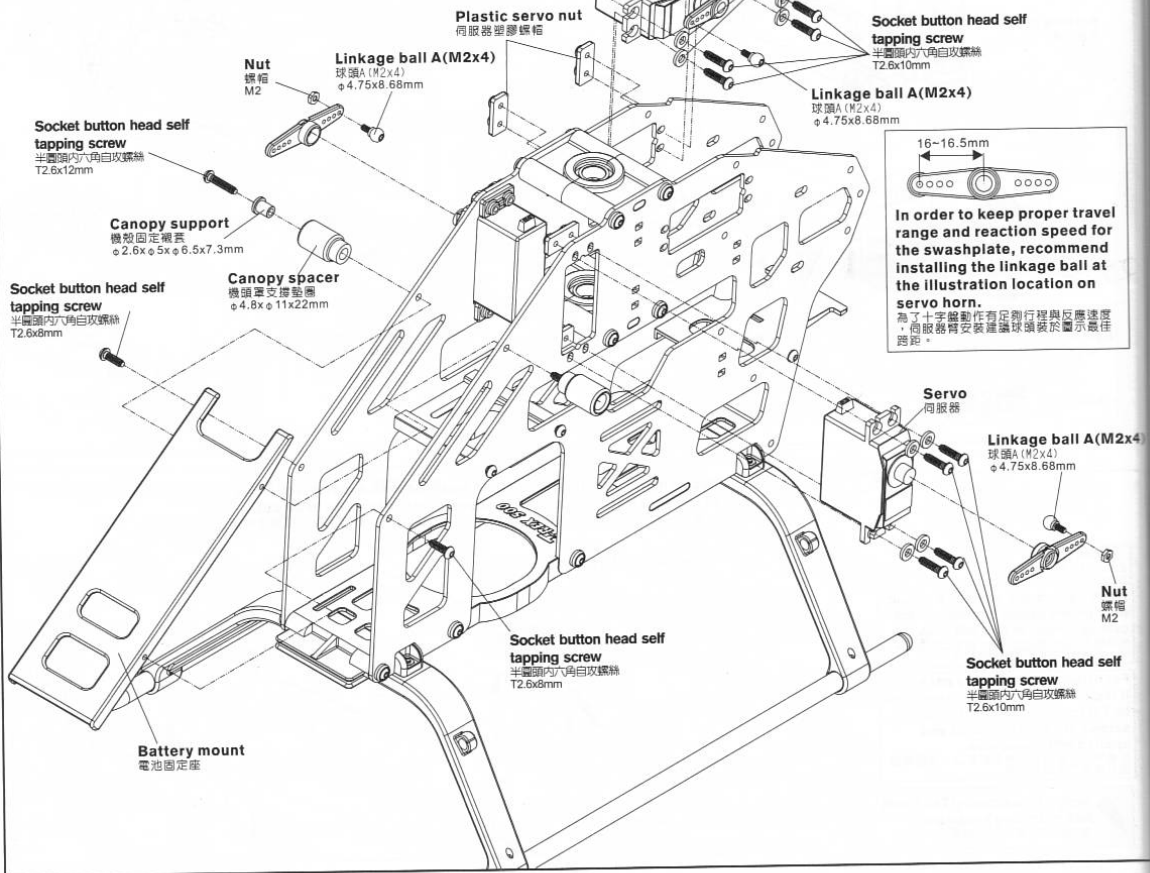 Plastic servo nut
伺服器塑膠螺帽
Socket button head self
tapping screw
半圓頭內六角自攻螺絲
T2.6x10mm
Nut
螺帽
M2
Linkage ball A(M2x4)
球頭A(M2x4)
φ4.75x8.68mm
Linkage ball A(M2x4)
球頭A(M2x4)
φ4.75x8.68mm
Socket button head self
tapping screw
半圓頭內六角自攻螺絲
T2.6x12mm
16~16.5mm
In order to keep proper travel
range and reaction speed for
the swashplate, recommend
installing the linkage ball at
the illustration location on
servo horn.
為了十字盤動作有足夠行程與反應速度
，伺服器臂安裝建議球頭裝於圖示最佳
跨距。
Canopy support
機殼固定襯套
φ2.6xφ5xφ6.5x7.3mm
Canopy spacer
機頭罩支撐墊圈
φ4.8xφ11x22mm
Socket button head self
tapping screw
半圓頭內六角自攻螺絲
T2.6x8mm
Servo
伺服器
Linkage ball A(M2x4
球頭A(M2x4)
φ4.75x8.68mm
T-REX 500
Nut
螺帽
M2
Socket button head self
tapping screw
半圓頭內六角自攻螺絲
T2.6x8mm
Socket button head self
tapping screw
半圓頭內六角自攻螺絲
T2.6x10mm
Battery mount
電池固定座